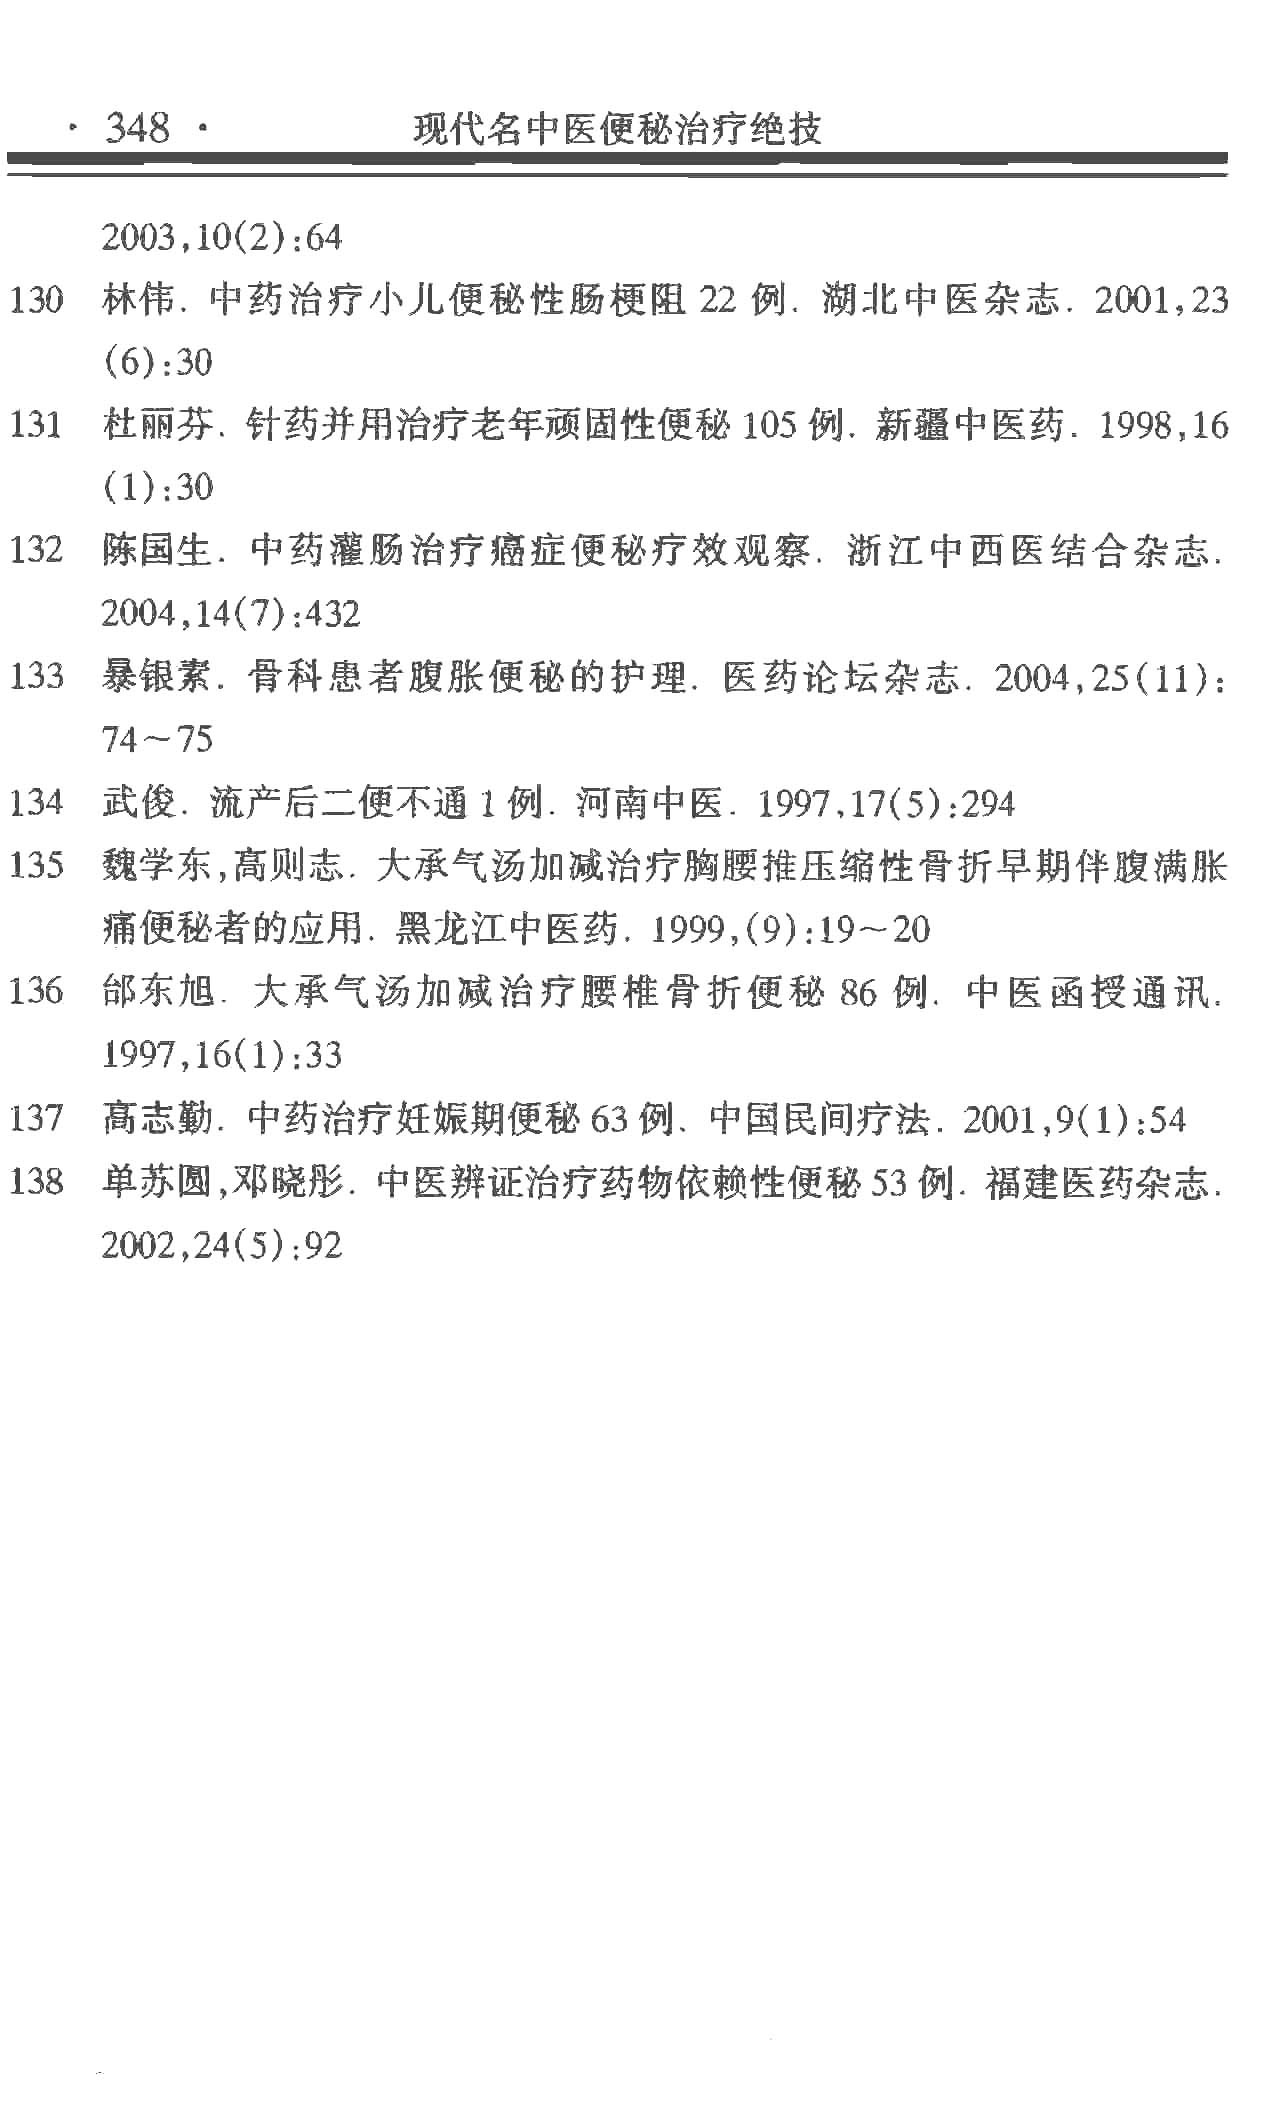 · 348 · 现代名中医便秘治疗绝技
2003,10(2):64
130 林伟. 中药治疗小儿便秘性肠梗阻 22 例. 湖北中医杂志. 2001,23
(6):30
131 杜丽芬. 针药并用治疗老年顽固性便秘 105 例. 新疆中医药. 1998,16
(1):30
132 陈国生. 中药灌肠治疗癌症便秘疗效观察. 浙江中西医结合杂志.
2004,14(7):432
133 暴银素. 骨科患者腹胀便秘的护理. 医药论坛杂志. 2004,25(11):
74～75
134 武俊. 流产后二便不通 1 例. 河南中医. 1997,17(5):294
135 魏学东,高则志. 大承气汤加减治疗胸腰推压缩性骨折早期伴腹满胀
痛便秘者的应用. 黑龙江中医药. 1999,(9):19～20
136 邰东旭. 大承气汤加减治疗腰椎骨折便秘 86 例. 中医函授通讯.
1997,16(1):33
137 高志勤. 中药治疗妊娠期便秘 63 例. 中国民间疗法. 2001,9(1):54
138 单苏圆,邓晓彤. 中医辨证治疗药物依赖性便秘 53 例. 福建医药杂志.
2002,24(5):92